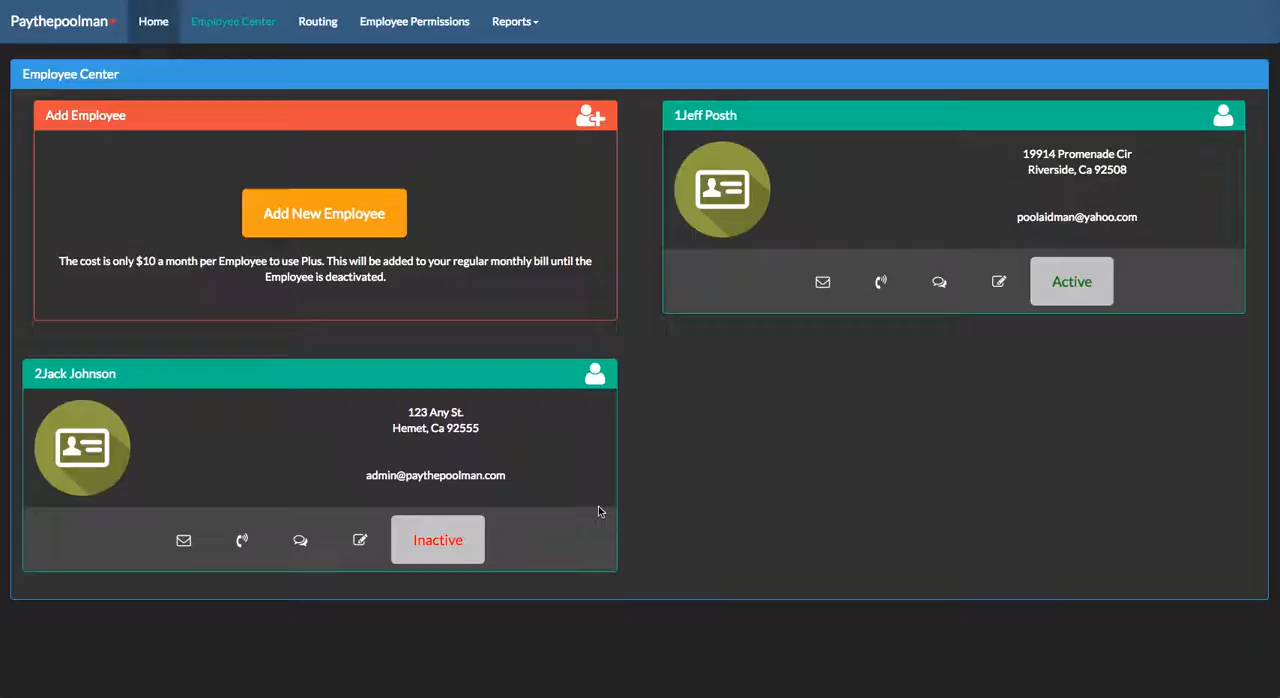 Paythepoolman
Home
Employee Center
Routing
Employee Permissions
Reports
Employee Center
Add Employee
Add New Employee
The cost is only $10 a month per Employee to use Plus. This will be added to your regular monthly bill until the
Employee is deactivated.
1Jeff Posth
19914 Promenade Cir
Riverside, Ca 92508
poolaidman@yahoo.com
Active
2Jack Johnson
123 Any St.
Hemet, Ca 92555
admin@paythepoolman.com
Inactive